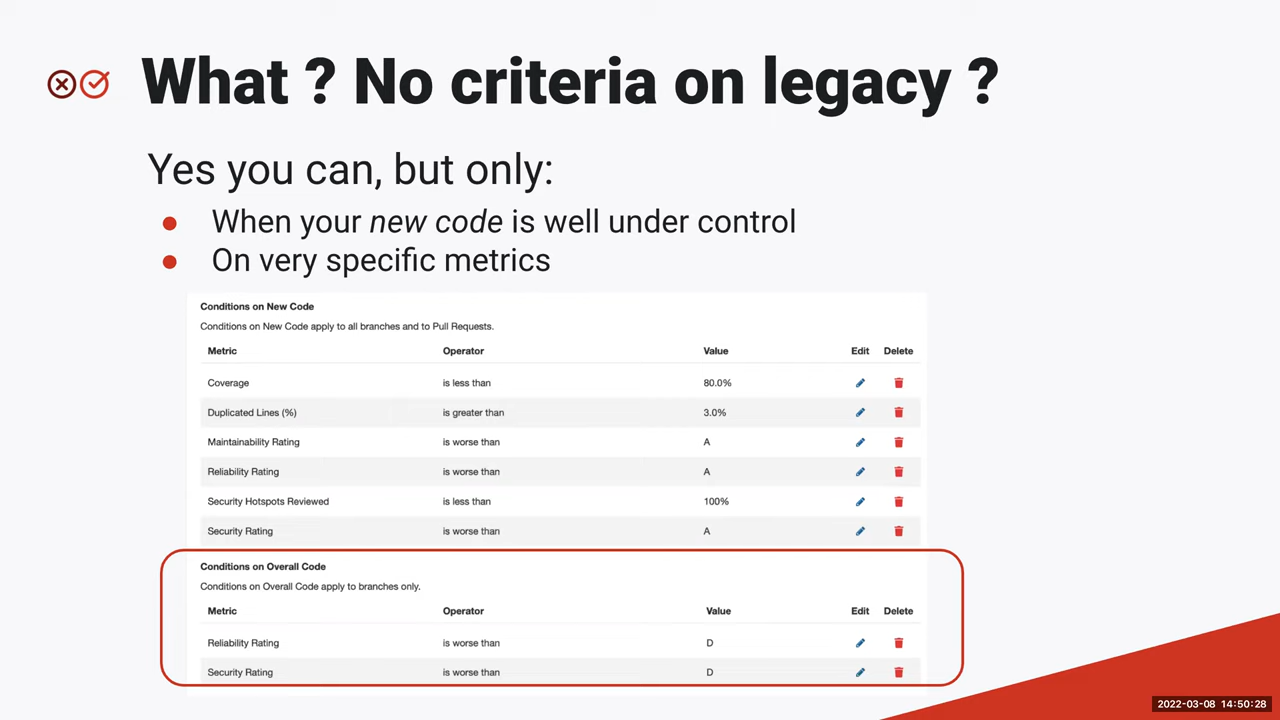 What ? No criteria on legacy ?
Yes you can, but only:
When your new code is well under control
On very specific metrics
Conditions on New Code
Conditions on New Code apply to all branches and to Pull Requests.
Metric Operator Value Edit Delete
Coverage is less than 80.0%
Duplicated Lines (%) is greater than 3.0%
Maintainability Rating is worse than A
Reliability Rating is worse than A
Security Hotspots Reviewed is less than 100%
Security Rating is worse than A
Conditions on Overall Code
Conditions on Overall Code apply to branches only.
Metric Operator Value Edit Delete
Reliability Rating is worse than D
Security Rating is worse than D
2022-03-08 14:50:28